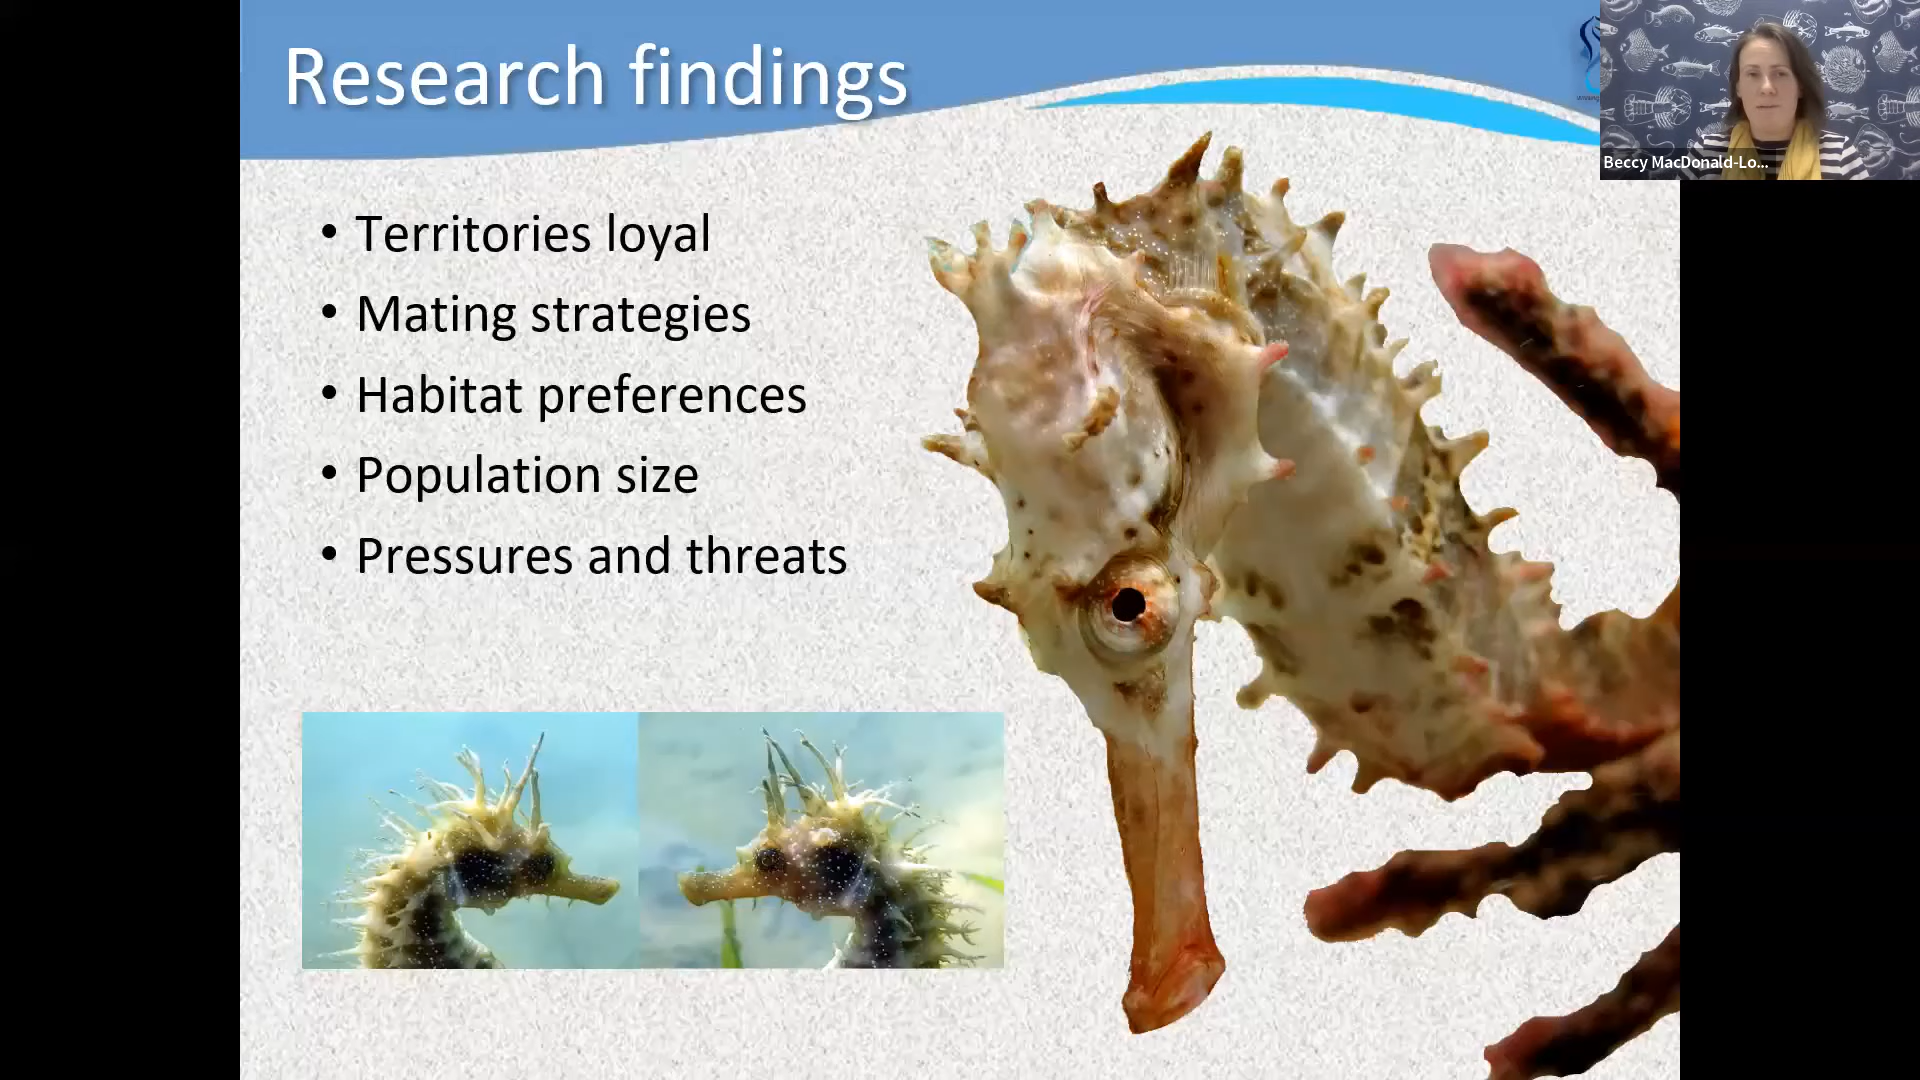 Research findings
Beccy MacDonald-Lo...
• Territories loyal
• Mating strategies
• Habitat preferences
• Population size
• Pressures and threats